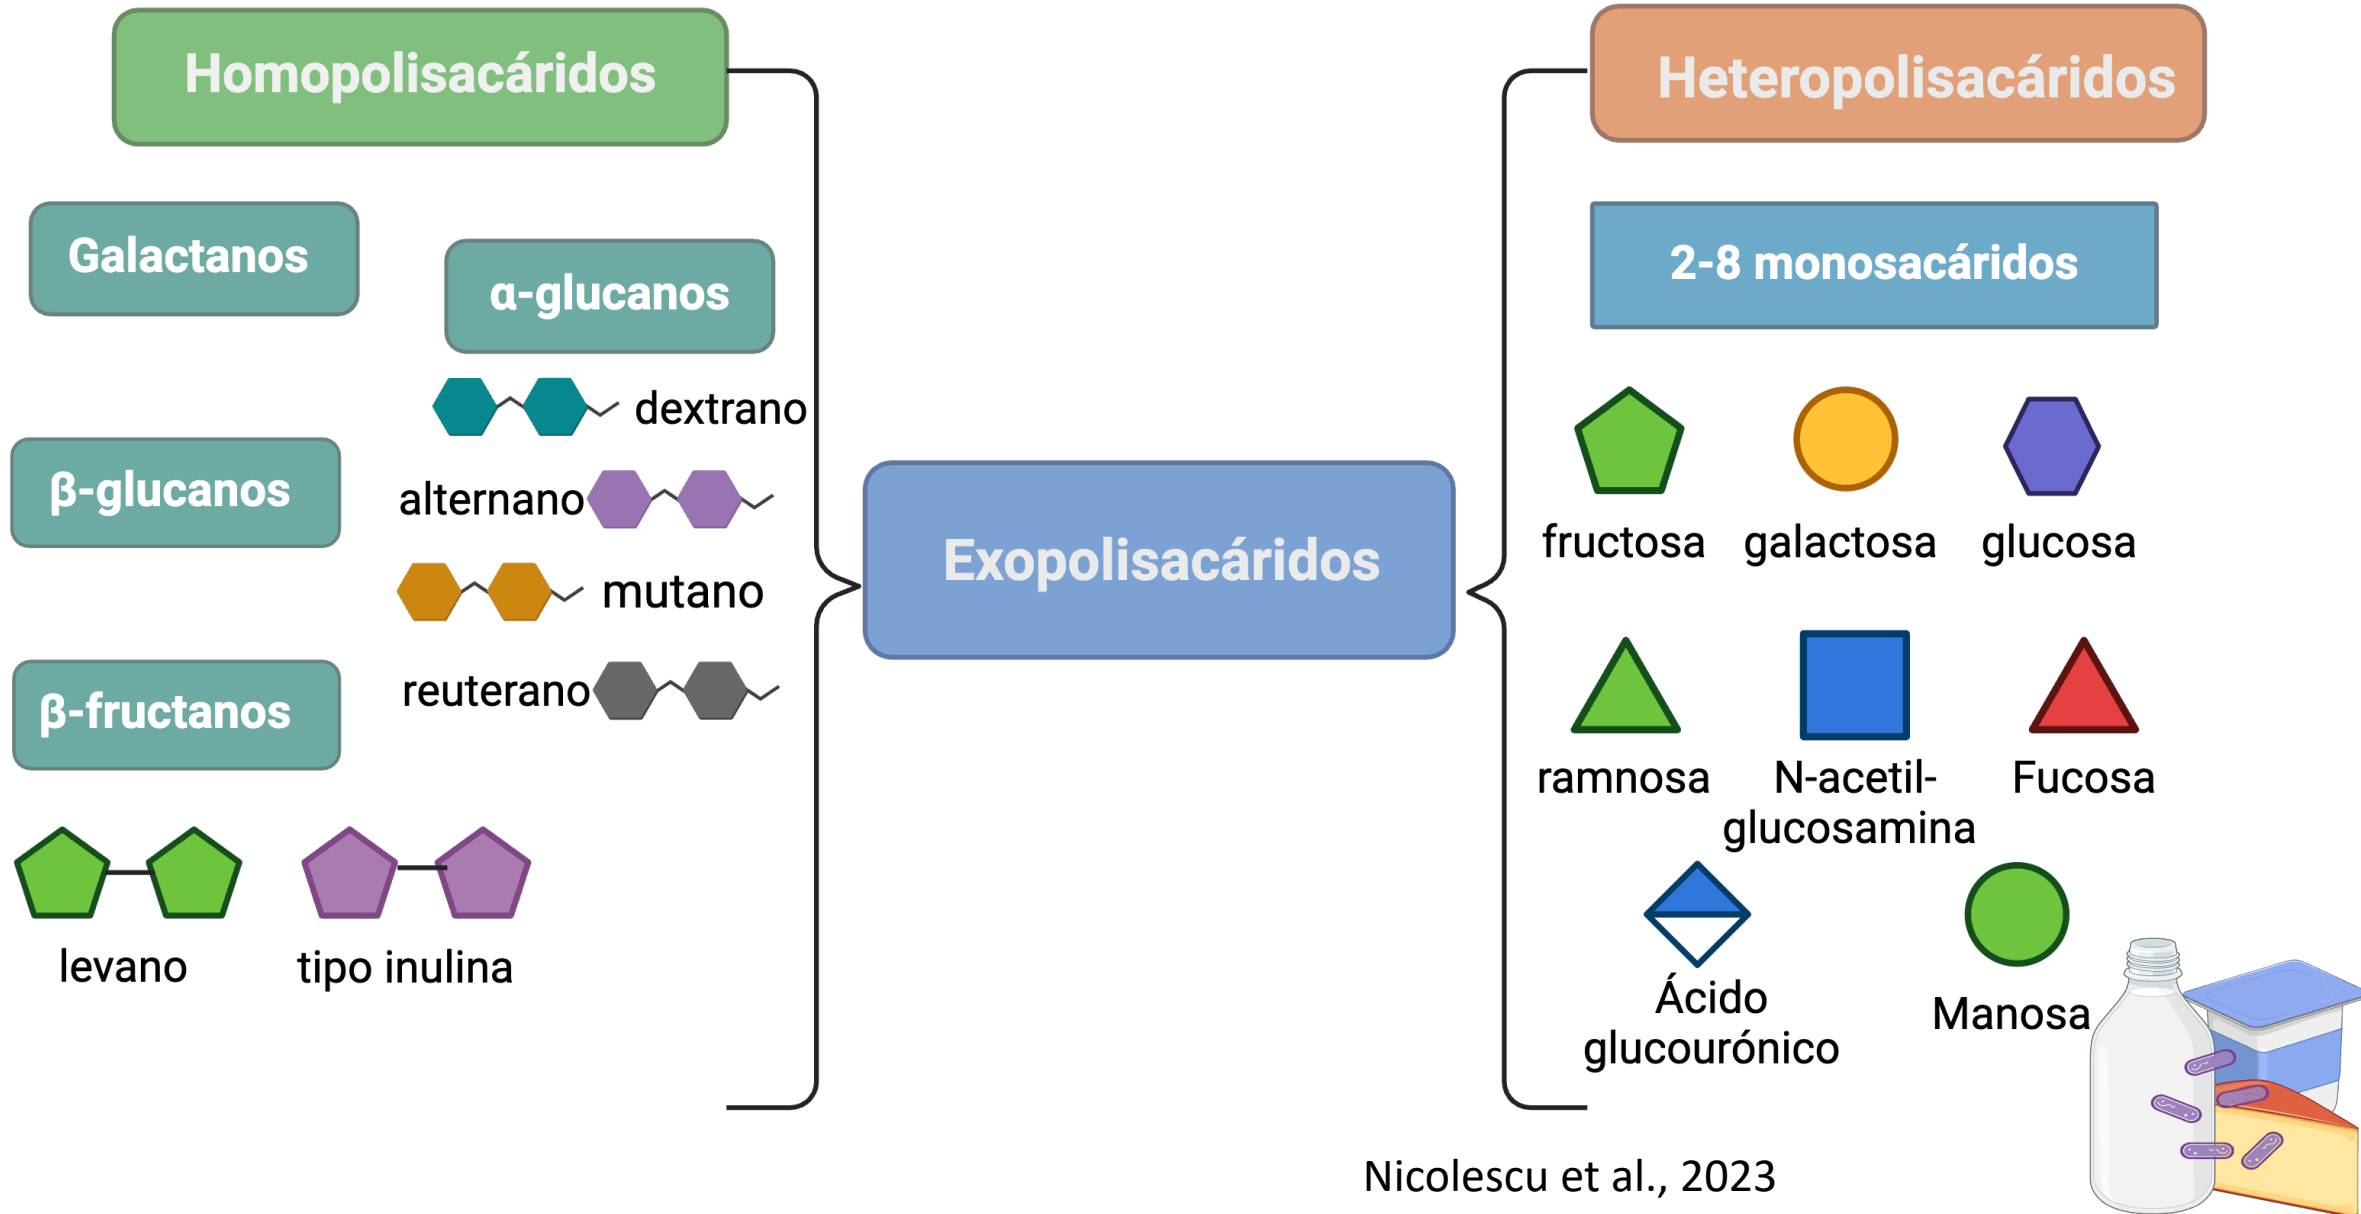 Homopolisacáridos
Galactanos
α-glucanos
dextrano
β-glucanos
alternano
mutano
reuterano
β-fructanos
levano
tipo inulina
Exopolisacáridos
Heteropolisacáridos
2-8 monosacáridos
fructosa
galactosa
glucosa
ramnosa
N-acetil-
glucosamina
Fucosa
Ácido
glucourónico
Manosa
Nicolescu et al., 2023